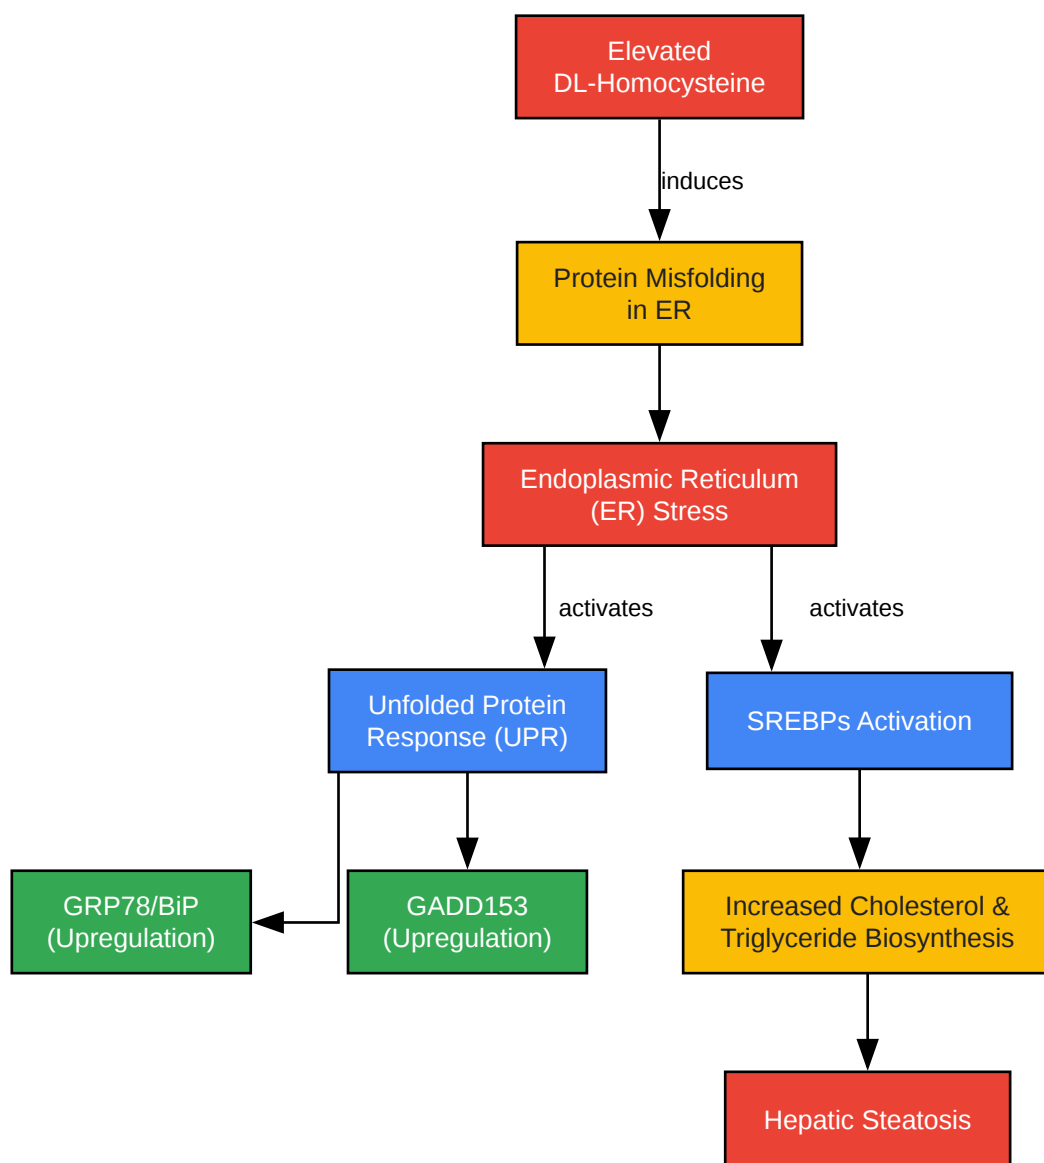 Elevated
DL-Homocysteine
induces
Protein Misfolding
in ER
Endoplasmic Reticulum
(ER) Stress
activates
activates
Unfolded Protein
Response (UPR)
SREBPs Activation
GRP78/BiP
(Upregulation)
GADD153
(Upregulation)
Increased Cholesterol &
Triglyceride Biosynthesis
Hepatic Steatosis